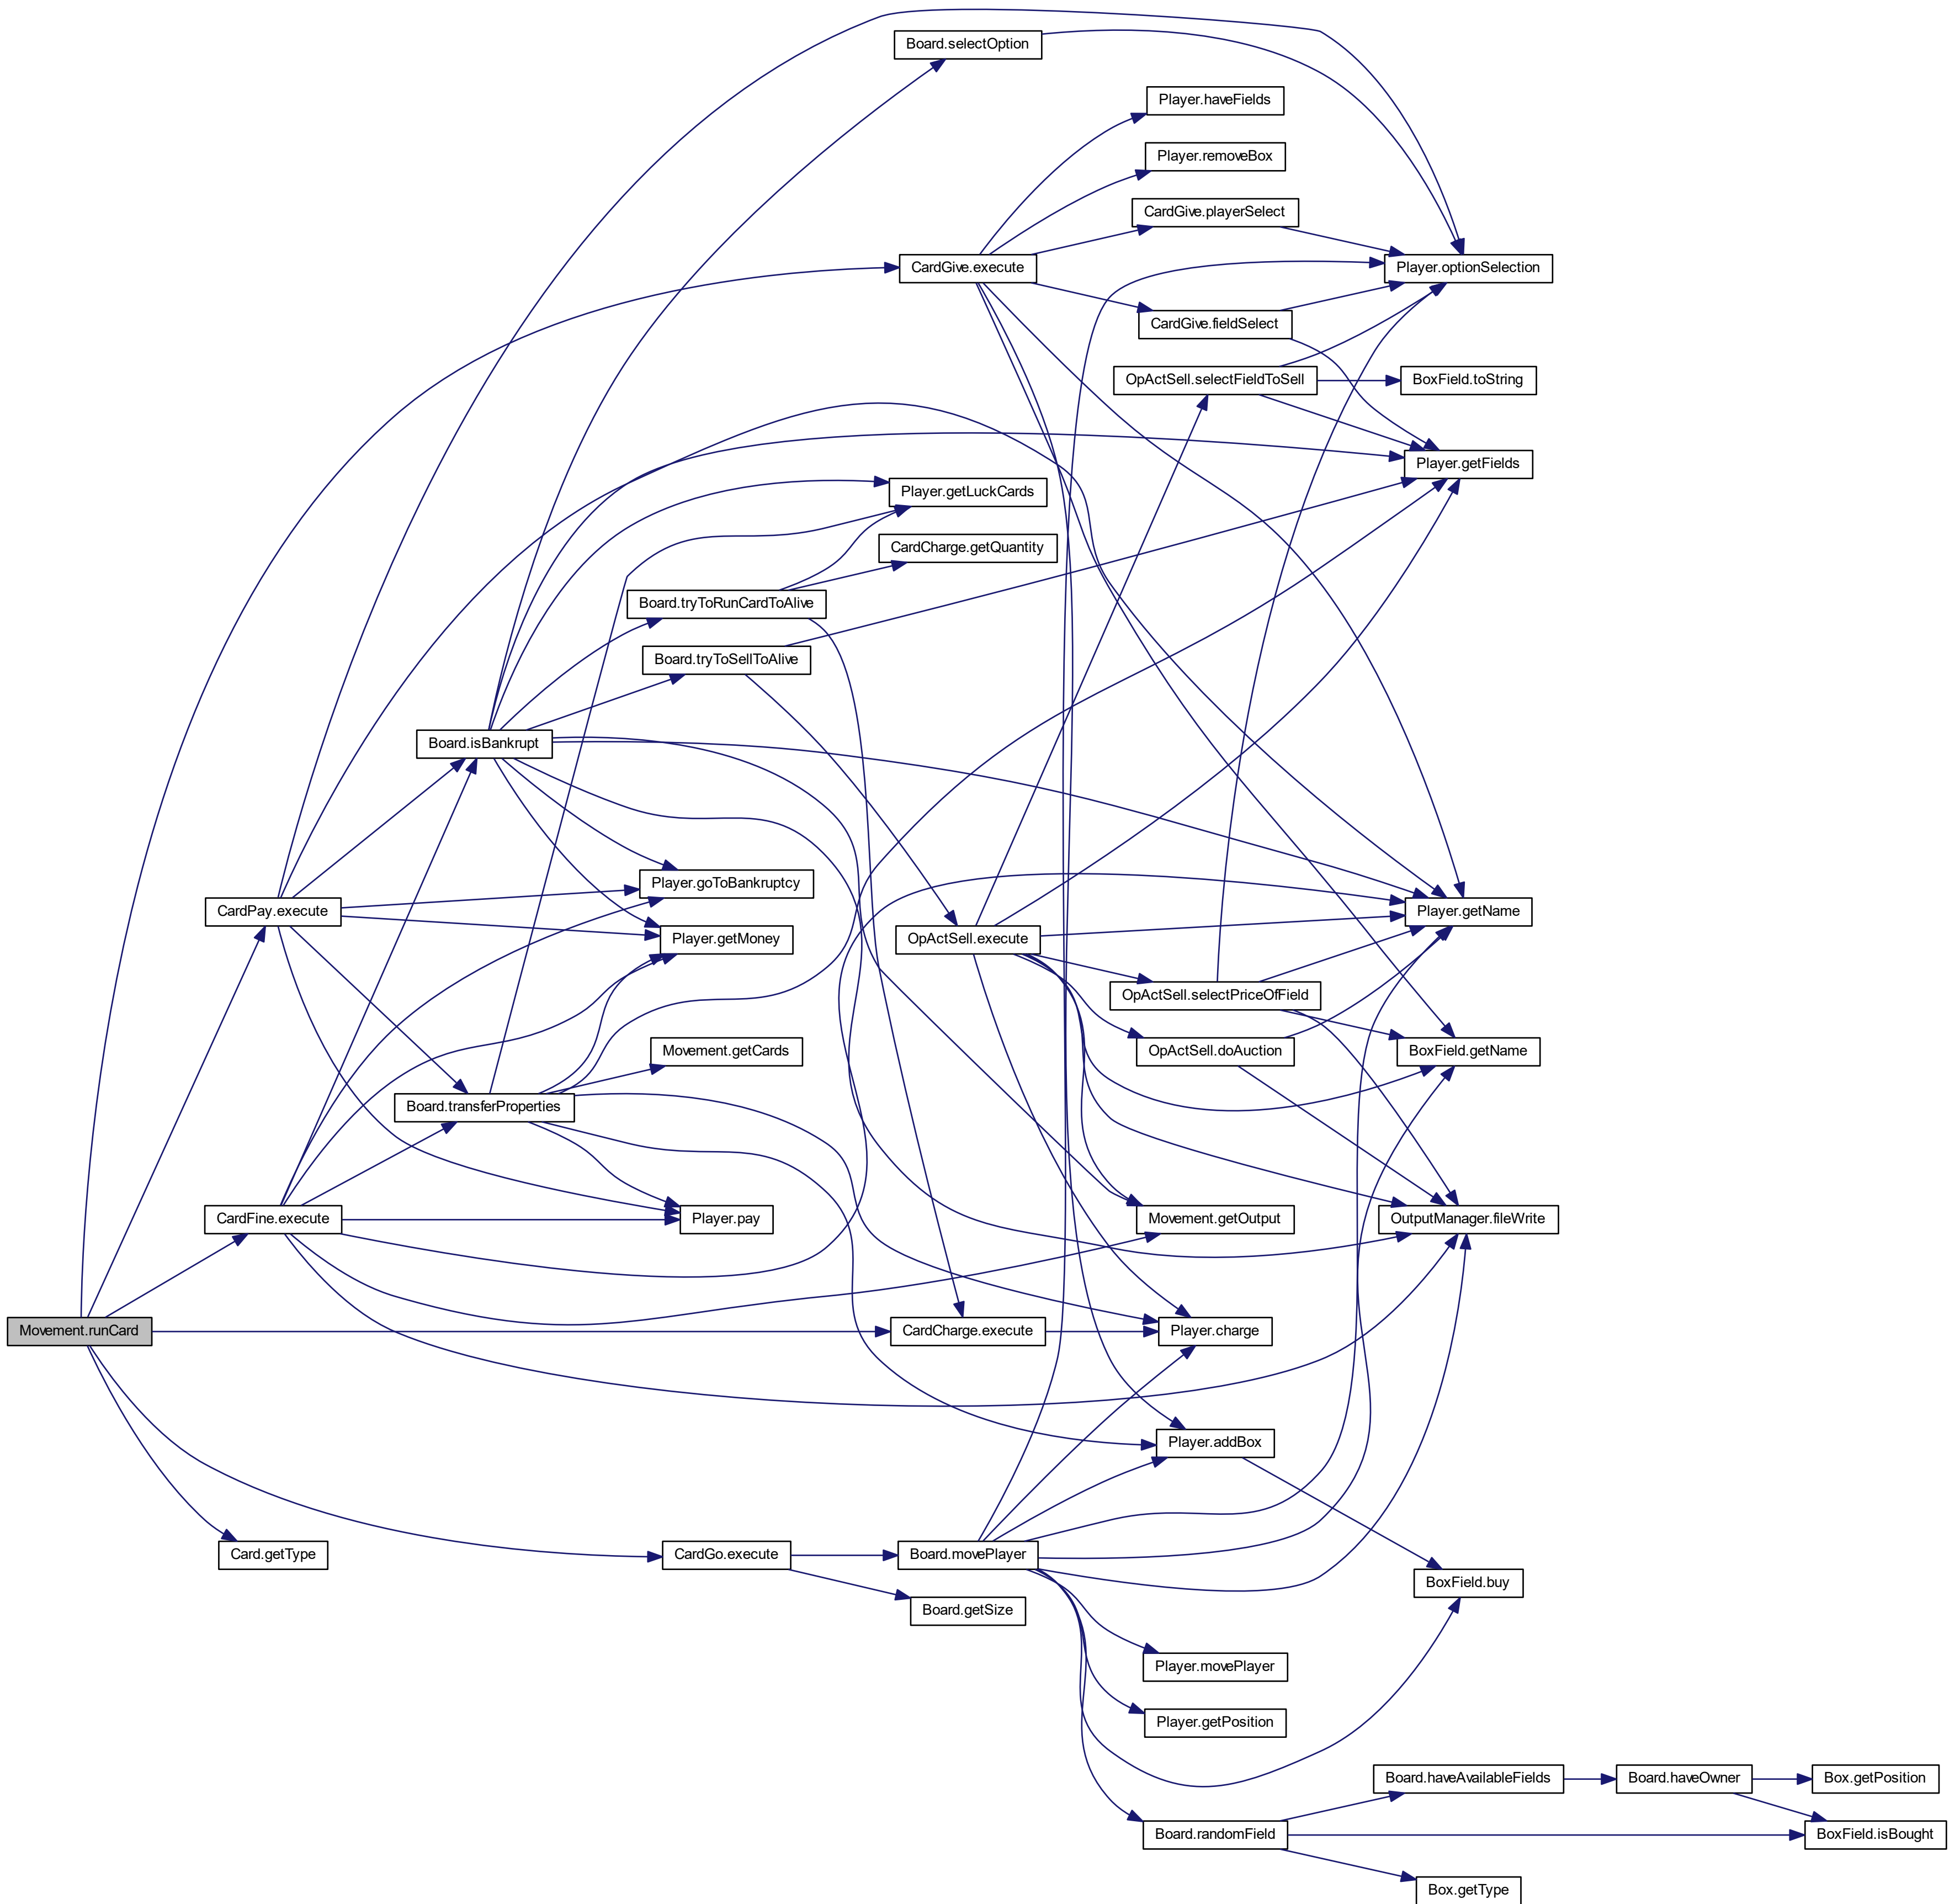 Board.selectOption
Player.haveFields
Player.removeBox
CardGive.playerSelect
CardGive.execute
Player.optionSelection
CardGive.fieldSelect
OpActSell.selectFieldToSell
BoxField.toString
Player.getFields
Player.getLuckCards
CardCharge.getQuantity
Board.tryToRunCardToAlive
Board.tryToSellToAlive
Board.isBankrupt
Player.goToBankruptcy
CardPay.execute
Player.getName
Player.getMoney
OpActSell.execute
OpActSell.selectPriceOfField
Movement.getCards
OpActSell.doAuction
BoxField.getName
Board.transferProperties
CardFine.execute
Player.pay
Movement.getOutput
OutputManager.fileWrite
Movement.runCard
CardCharge.execute
Player.charge
Player.addBox
Card.getType
CardGo.execute
Board.movePlayer
BoxField.buy
Board.getSize
Player.movePlayer
Player.getPosition
Board.haveAvailableFields
Board.haveOwner
Box.getPosition
Board.randomField
BoxField.isBought
Box.getType